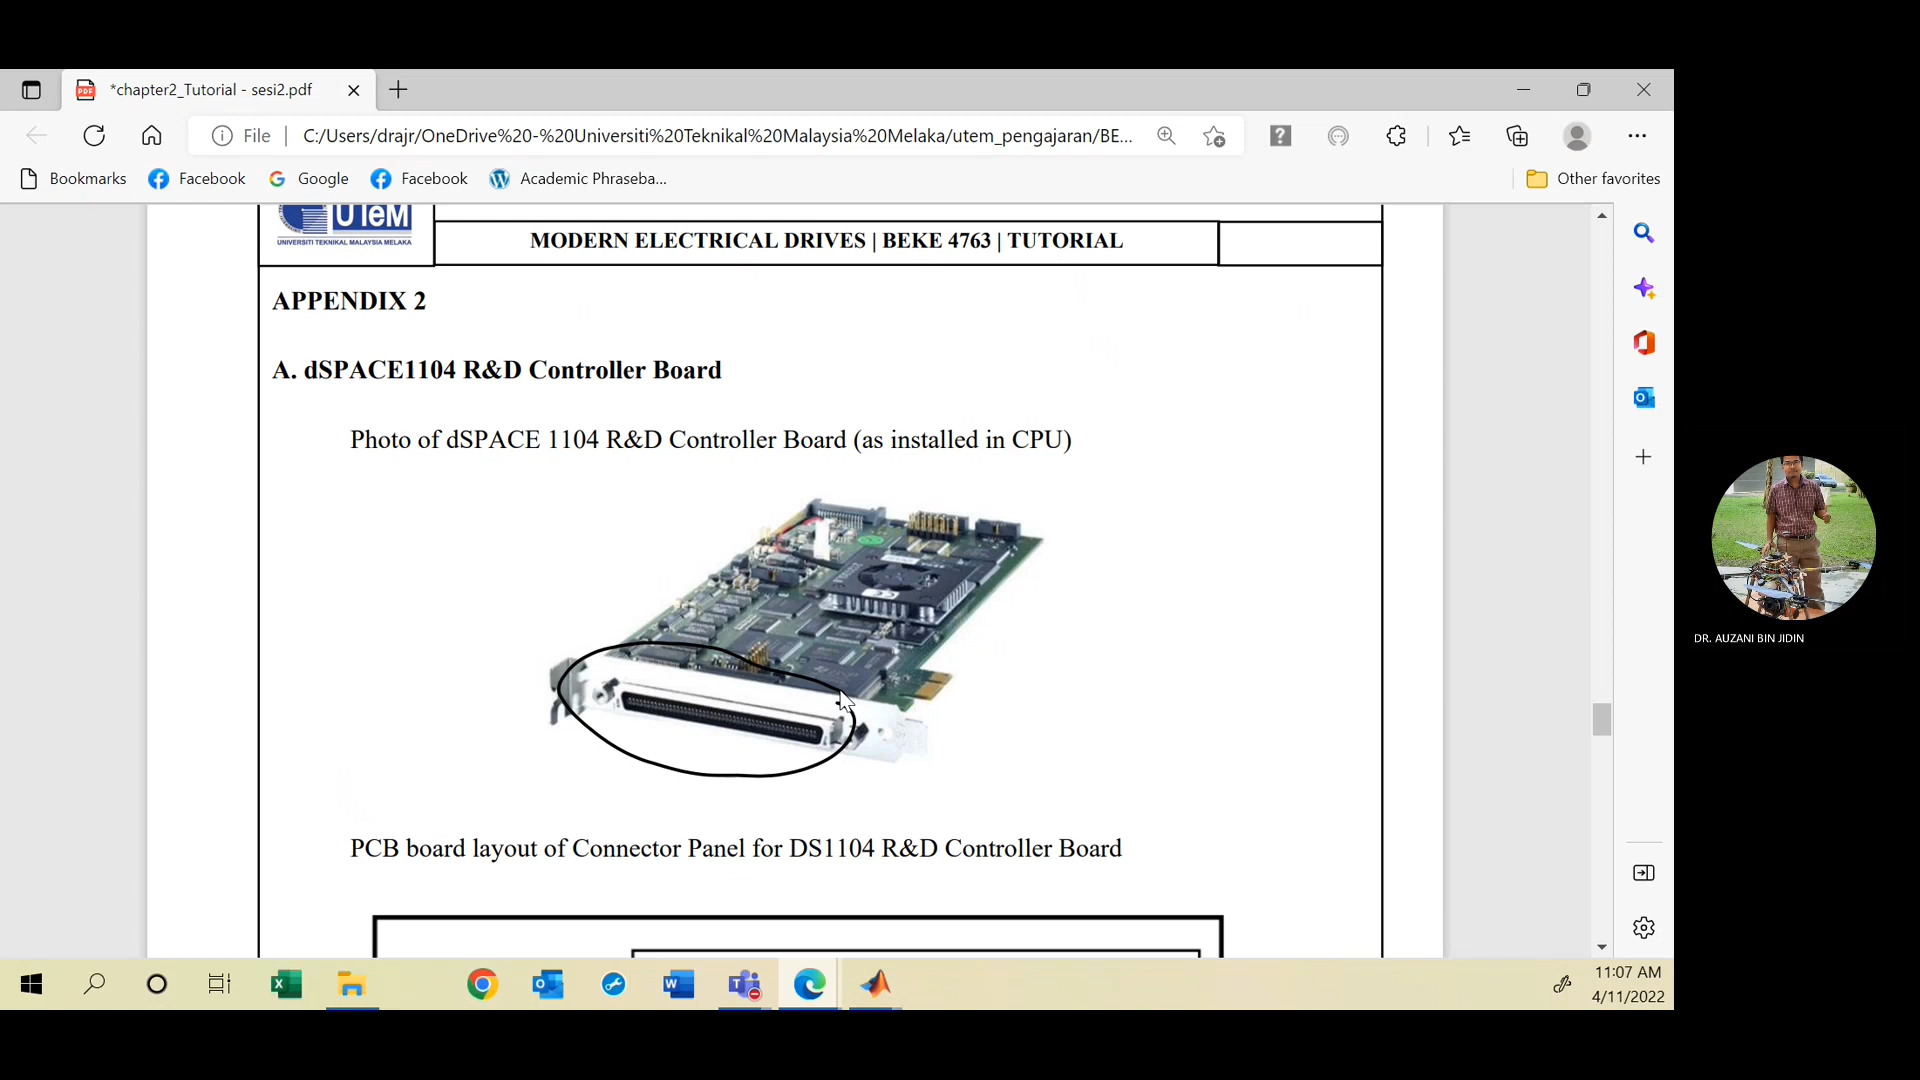 *chapter2_Tutorial - sesi2.pdf
File
C:/Users/drajr/OneDrive%20-%20Universiti%20Teknikal%20Malaysia%20Melaka/utem_pengajaran/BE...
Bookmarks
Facebook
Google
Facebook
Academic Phraseba...
Other favorites
UTeM
UNIVERSITI TEKNIKAL MALAYSIA MELAKA
MODERN ELECTRICAL DRIVES | BEKE 4763 | TUTORIAL
APPENDIX 2
A. dSPACE1104 R&D Controller Board
Photo of dSPACE 1104 R&D Controller Board (as installed in CPU)
PCB board layout of Connector Panel for DS1104 R&D Controller Board
DR. AUZANI BIN JIDIN
11:07 AM
4/11/2022